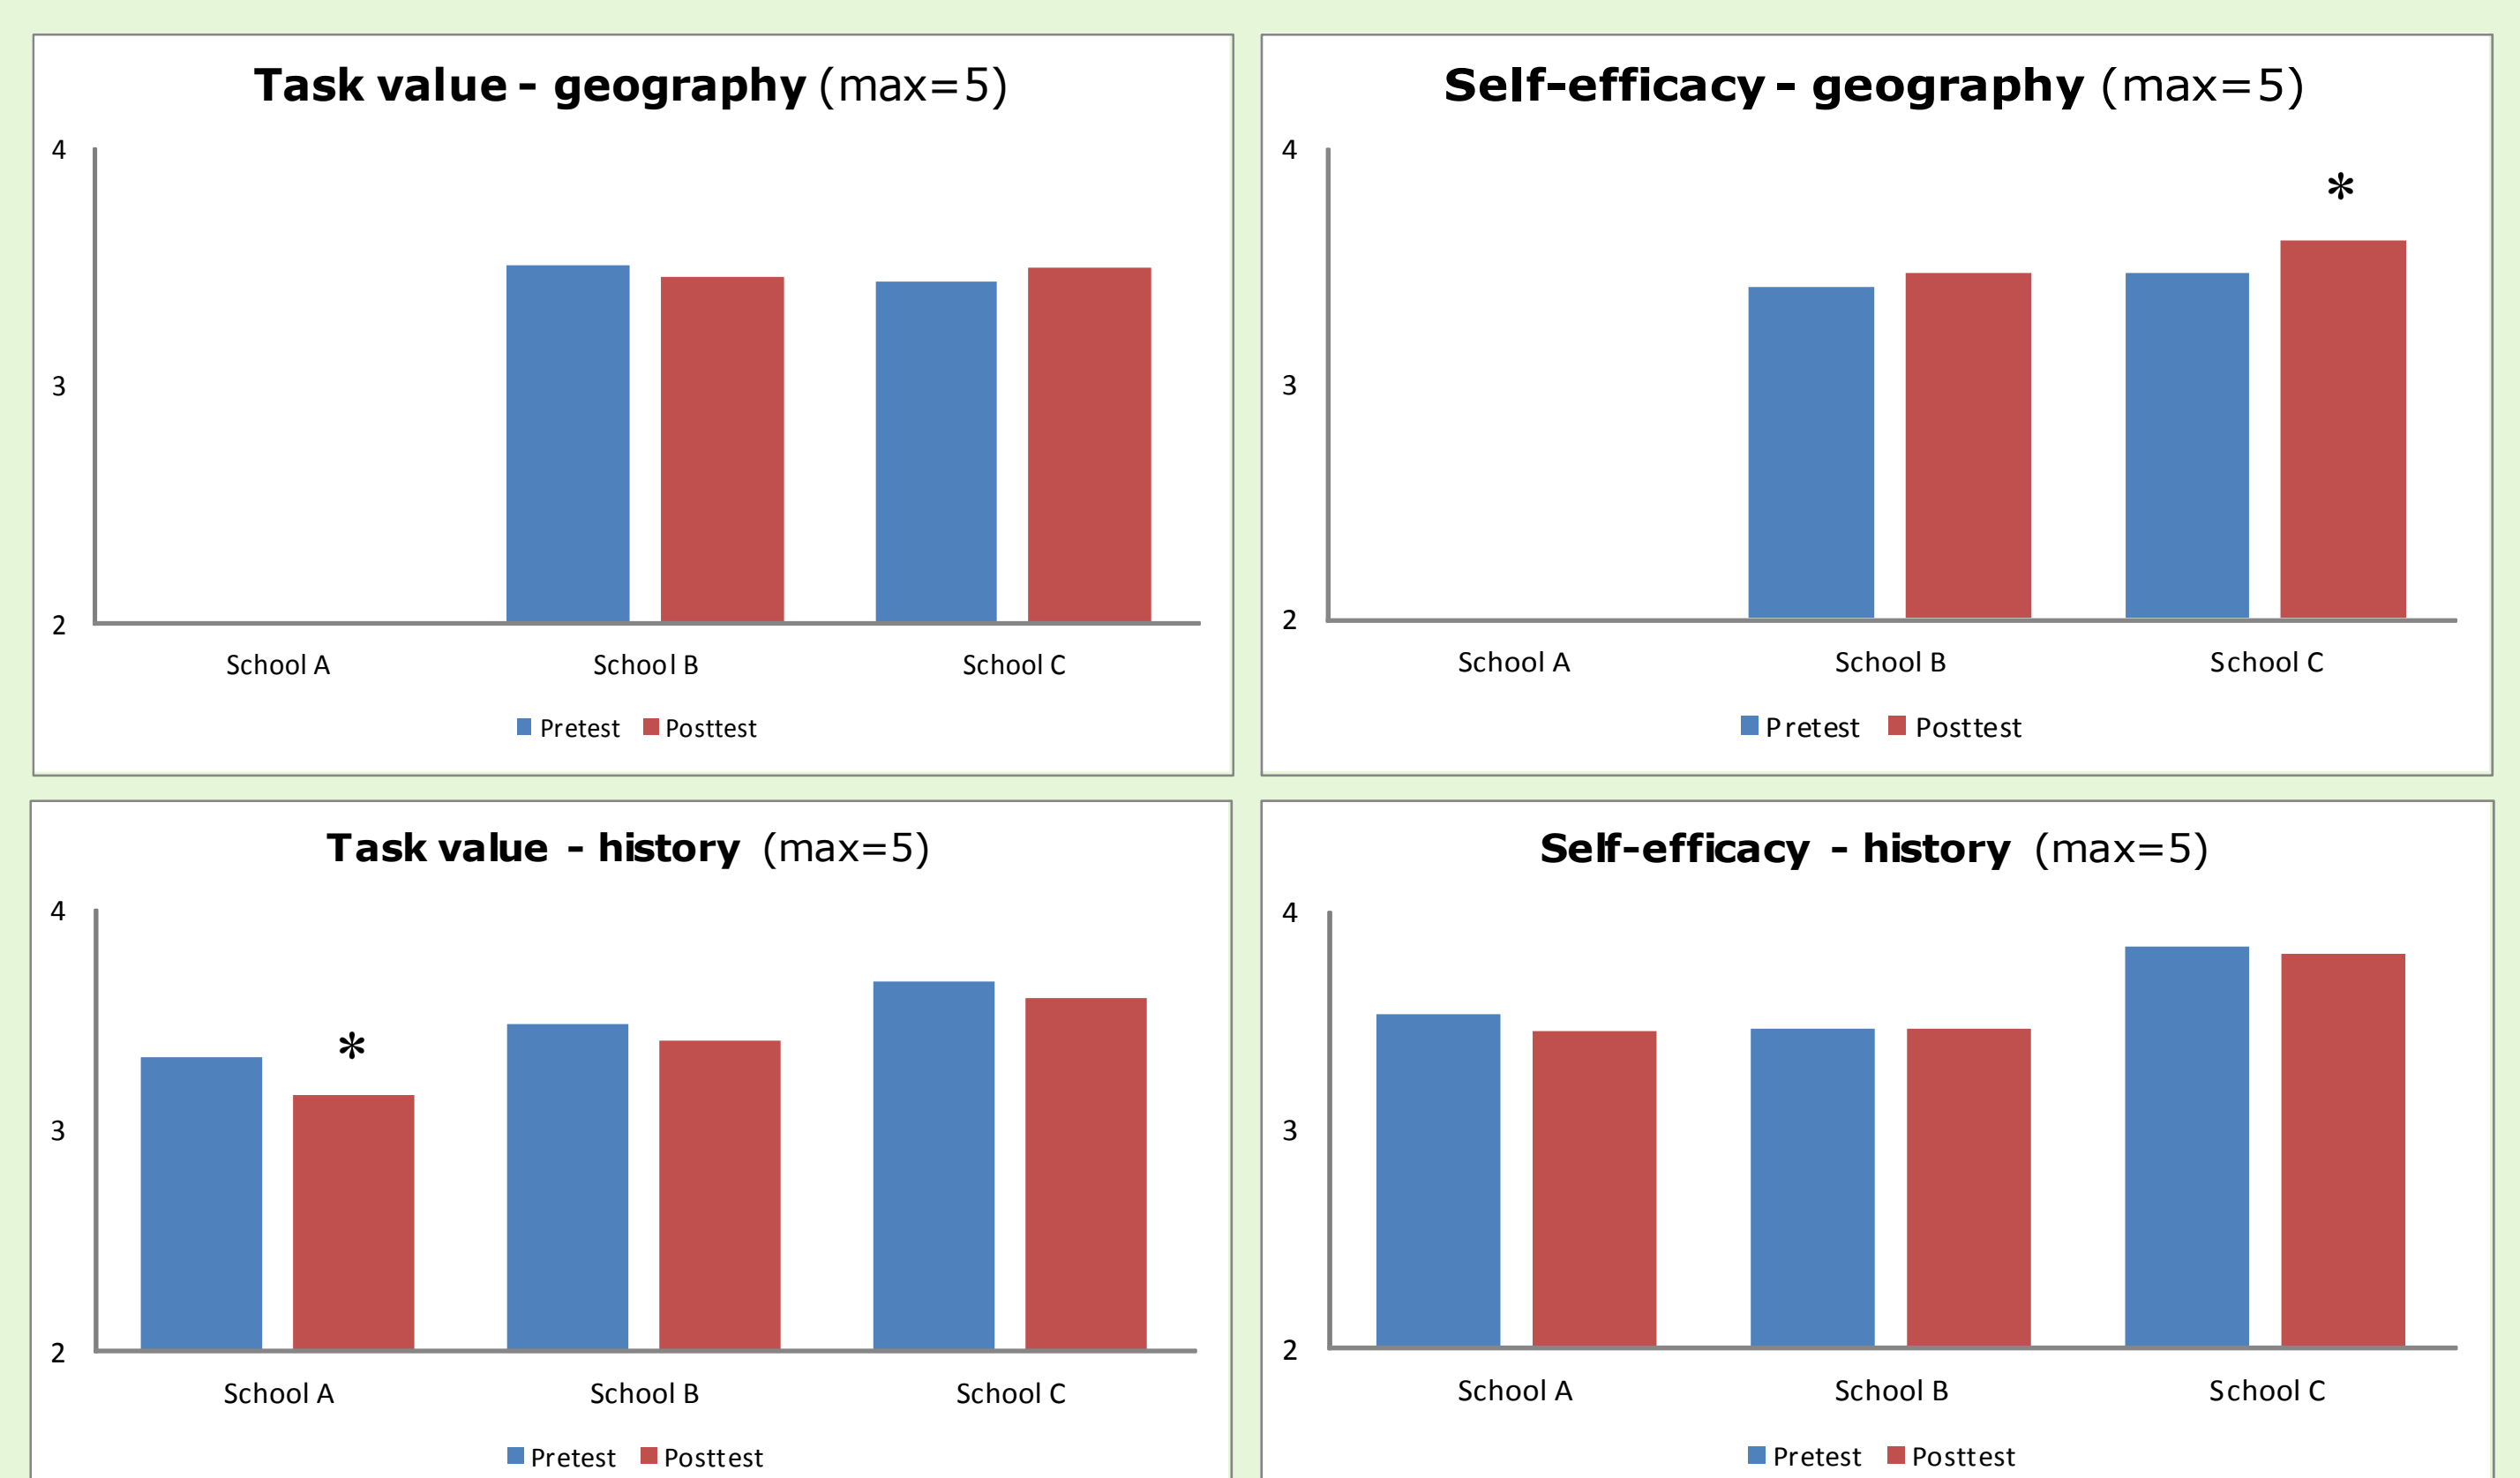 Task value - geography (max=5)
4
3
2
School A School B School C
Pretest Posttest
Self-efficacy - geography (max=5)
4
*
3
2
School A School B School C
Pretest Posttest
Task value - history (max=5)
4
*
3
2
School A School B School C
Pretest Posttest
Self-efficacy - history (max=5)
4
3
2
School A School B School C
Pretest Posttest